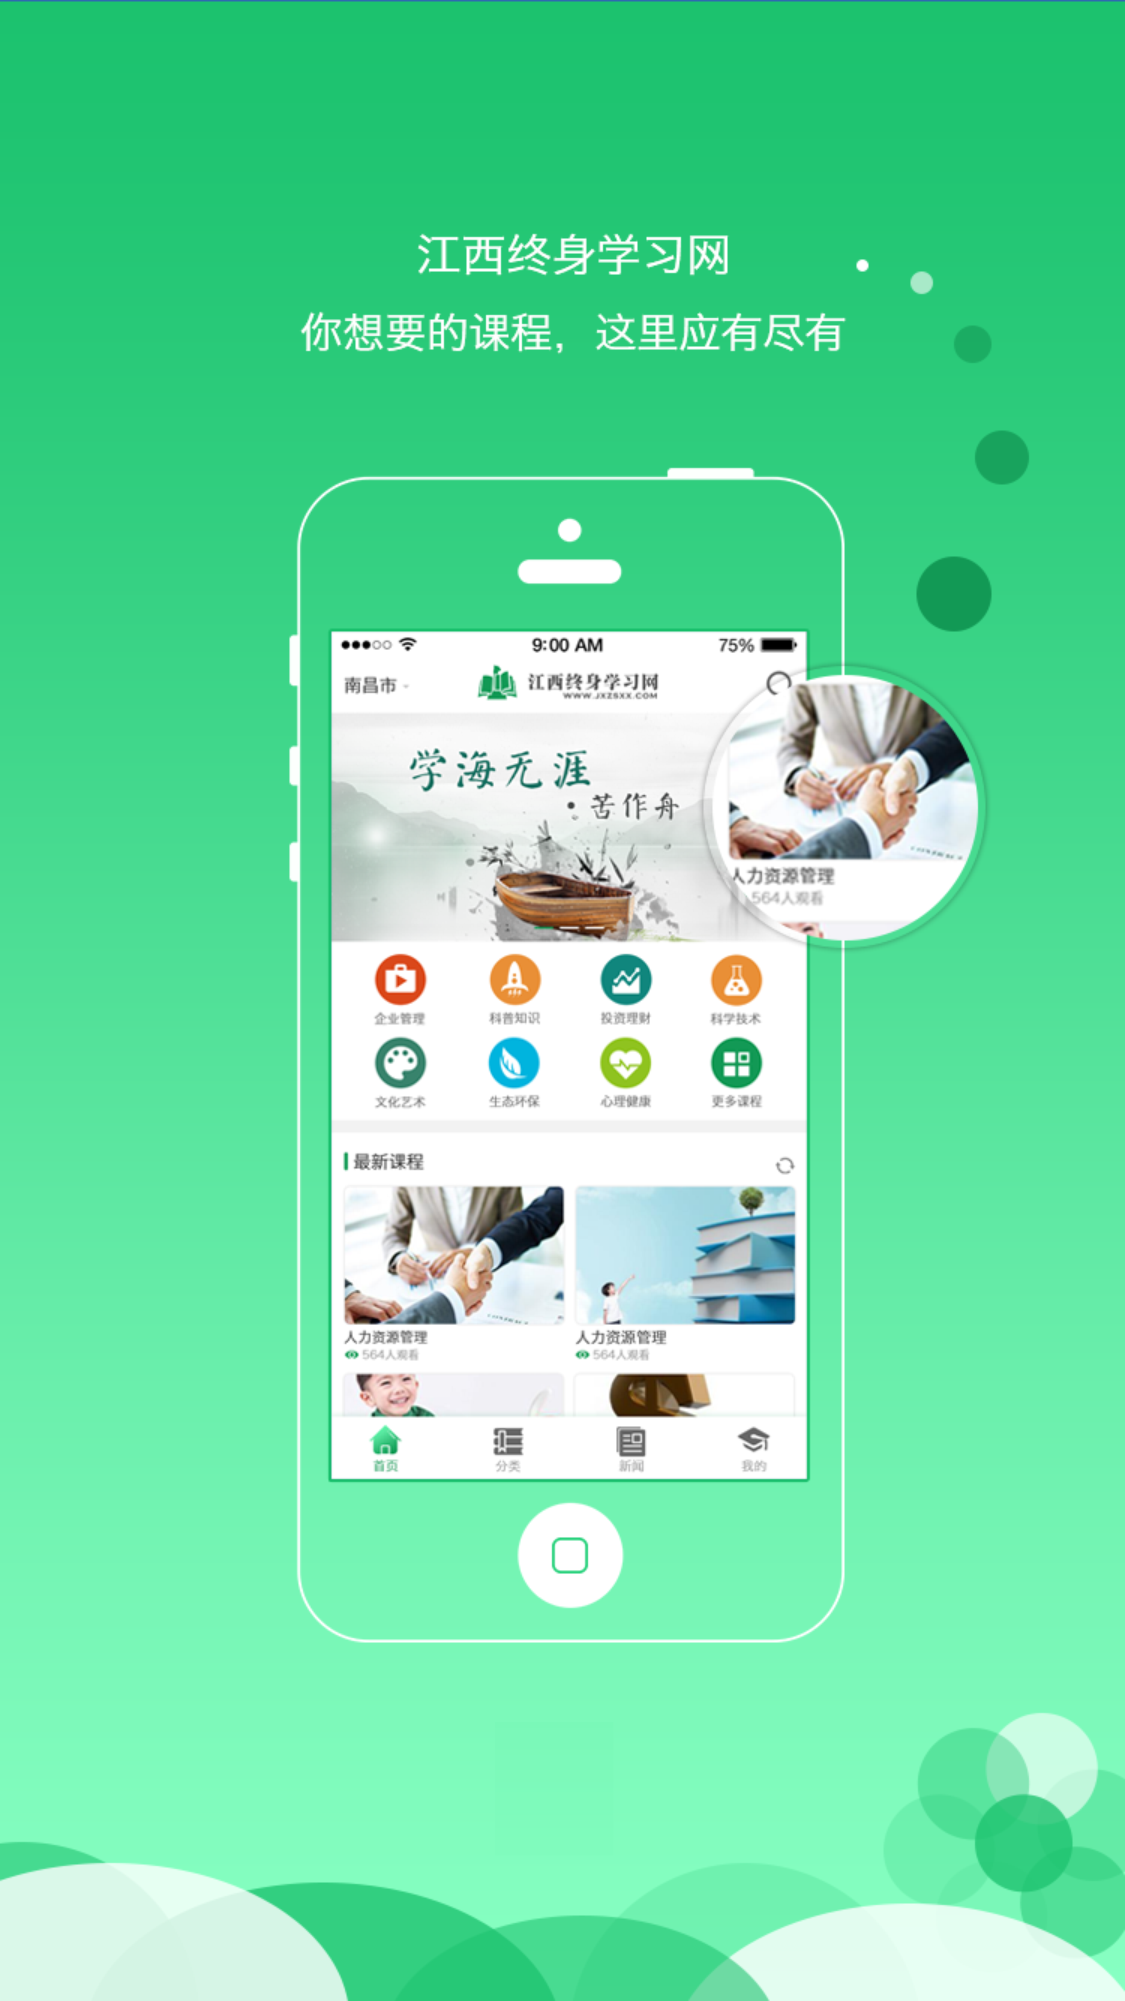 江西终身学习网
你想要的课程，这里应有尽有
9:00 AM
75%
南昌市
江西终身学习网
WWW.JXZSXX.COM
学海无涯
苦作舟
人力资源管理
564人观看
企业管理
科普知识
投资理财
科学技术
文化艺术
生态环保
心理健康
更多课程
最新课程
人力资源管理
564人观看
人力资源管理
564人观看
首页
分类
新闻
我的